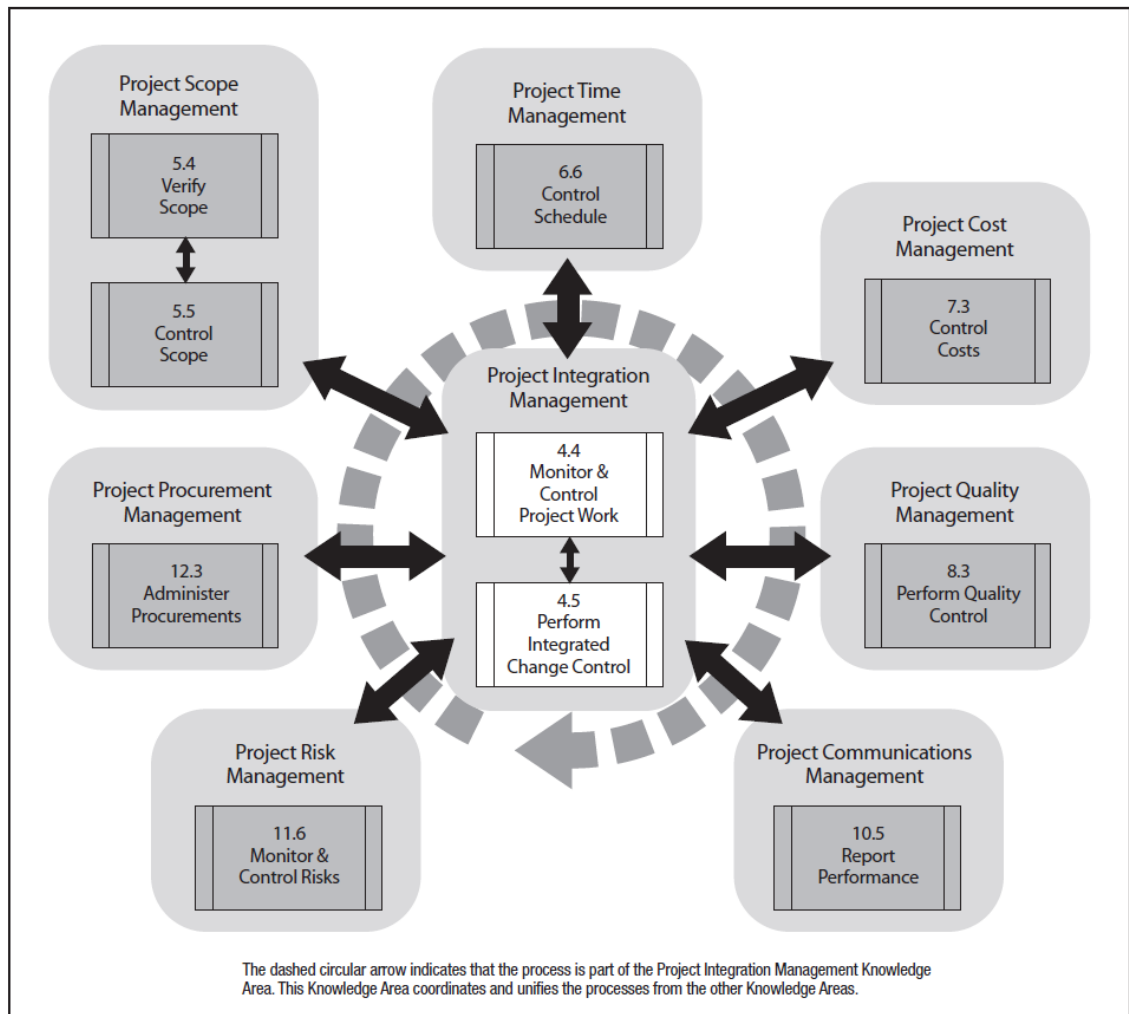 Project Scope
Management
5.4
Verify
Scope
5.5
Control
Scope
Project Time
Management
6.6
Control
Schedule
Project Cost
Management
7.3
Control
Costs
Project Integration
Management
4.4
Monitor &
Control
Project Work
4.5
Perform
Integrated
Change Control
Project Procurement
Management
12.3
Administer
Procurements
Project Quality
Management
8.3
Perform Quality
Control
Project Risk
Management
11.6
Monitor &
Control Risks
Project Communications
Management
10.5
Report
Performance
The dashed circular arrow indicates that the process is part of the Project Integration Management Knowledge
Area. This Knowledge Area coordinates and unifies the processes from the other Knowledge Areas.